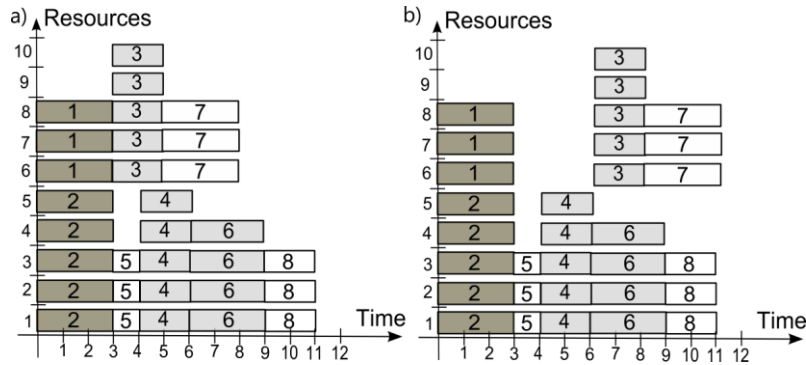 a) Resources
10 3
9 3
8 1 3 7
7 1 3 7
6 1 3 7
5 2 4
4 2 4 6
3 2 5 4 6 8
2 2 5 4 6 8
1 2 5 4 6 8 Time
1 2 3 4 5 6 7 8 9 10 11 12
b) Resources
10 3
9 3
8 1 3 7
7 1 3 7
6 1 3 7
5 2 4
4 2 4 6
3 2 5 4 6 8
2 2 5 4 6 8
1 2 5 4 6 8 Time
1 2 3 4 5 6 7 8 9 10 11 12